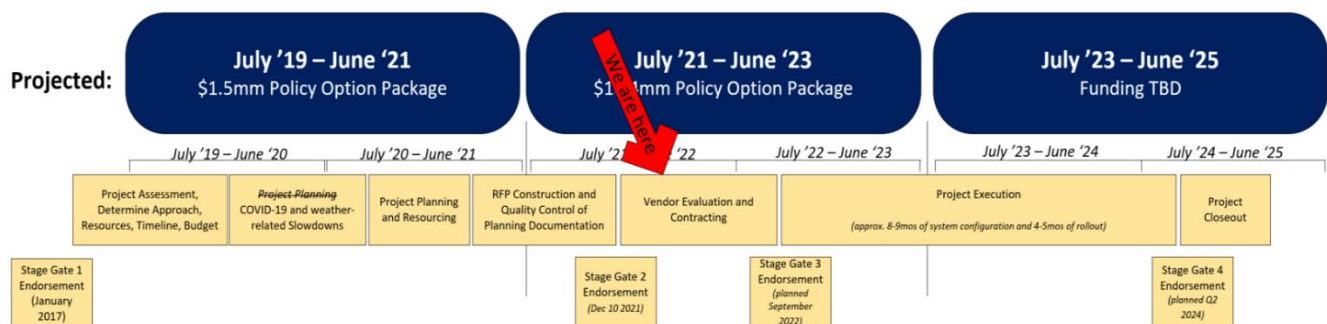 Projected:
July ’19 – June ‘21
$1.5mm Policy Option Package
July ’21 – June ‘23
mm Policy Option Package
July ’23 – June ‘25
Funding TBD
We are here
July ’19 – June ‘20
July ’20 – June ‘21
July ’21
’22
July ’22 – June ‘23
July ’23 – June ‘24
July ’24 – June ‘25
Project Assessment,
Determine Approach,
Resources, Timeline, Budget
Project Planning
COVID-19 and weather-
related Slowdowns
Project Planning
and Resourcing
RFP Construction and
Quality Control of
Planning Documentation
Vendor Evaluation and
Contracting
Project Execution
(approx. 8-9mos of system configuration and 4-5mos of rollout)
Project
Closeout
Stage Gate 1
Endorsement
(January
2017)
Stage Gate 2
Endorsement
(Dec 10 2021)
Stage Gate 3
Endorsement
(planned
September
2022)
Stage Gate 4
Endorsement
(planned Q2
2024)